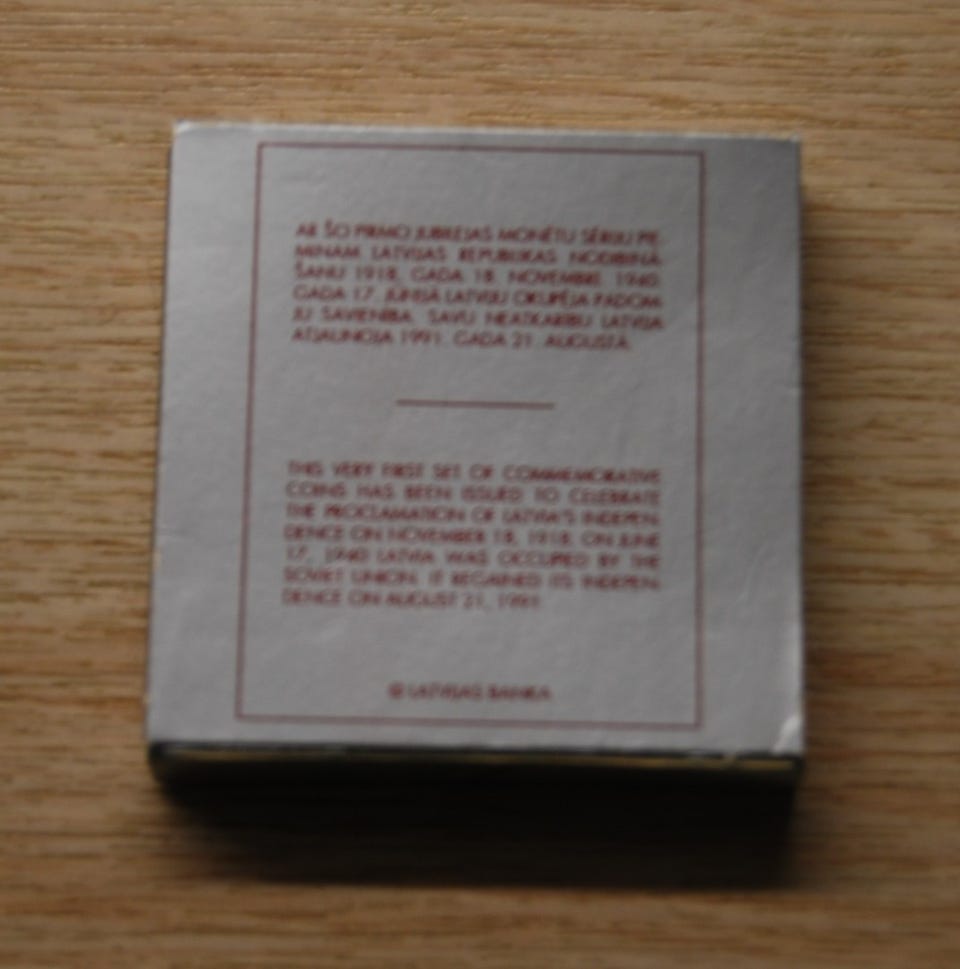 AR ŠO PIRMO JUBILEJAS MONĒTU SĒRIJU PIE-
MINAM LATVIJAS REPUBLIKAS NODIBINĀ-
ŠANU 1918. GADA 18. NOVEMBRĪ. 1940.
GADA 17. JŪNIJĀ LATVIJU OKUPĒJA PADOM-
JU SAVIENĪBA. SAVU NEATKARĪBU LATVIJA
ATJAUNOJA 1991. GADA 21. AUGUSTĀ.
THIS VERY FIRST SET OF COMMEMORATIVE
COINS HAS BEEN ISSUED TO CELEBRATE
THE PROCLAMATION OF LATVIA'S INDEPEN-
DENCE ON NOVEMBER 18, 1918. ON JUNE
17, 1940 LATVIA WAS OCCUPIED BY THE
SOVIET UNION. IT REGAINED ITS INDEPEN-
DENCE ON AUGUST 21, 1991.
© LATVIJAS BANKA